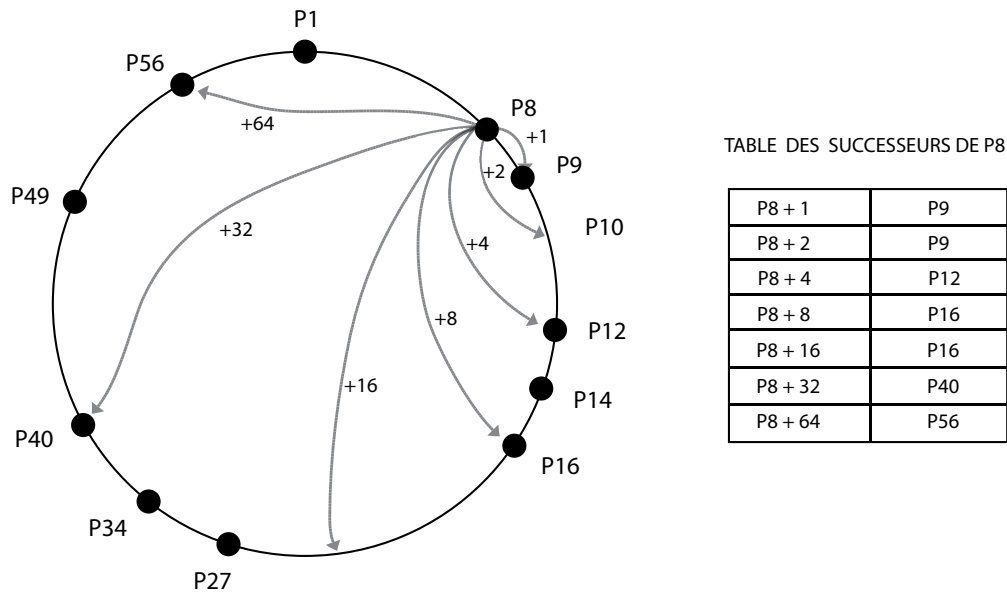 P1
P56
P8
+64
+1
P9
+2
P49
P10
+32
+4
P12
+8
+16
P14
P40
P16
P34
P27
TABLE DES SUCCESSEURS DE P8
P8 + 1 P9
P8 + 2 P9
P8 + 4 P12
P8 + 8 P16
P8 + 16 P16
P8 + 32 P40
P8 + 64 P56